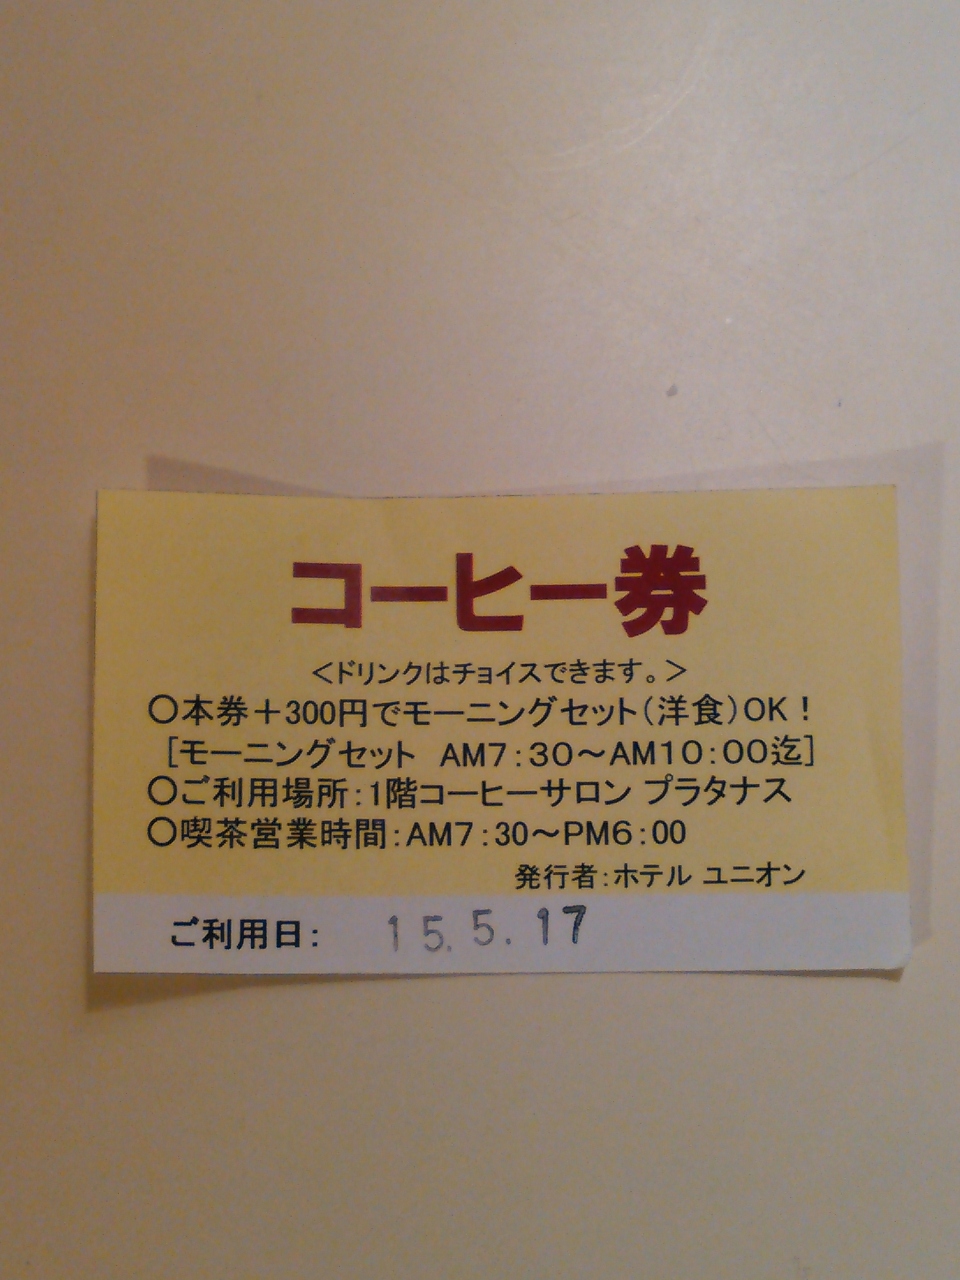 コーヒー券
＜ドリンクはチョイスできます。＞
○本券＋300円でモーニングセット（洋食）OK！
［モーニングセット　AM7：30～AM10：00迄］
○ご利用場所：1階コーヒーサロン プラタナス
○喫茶営業時間：AM7：30～PM6：00
発行者：ホテル ユニオン
ご利用日： 15.5.17